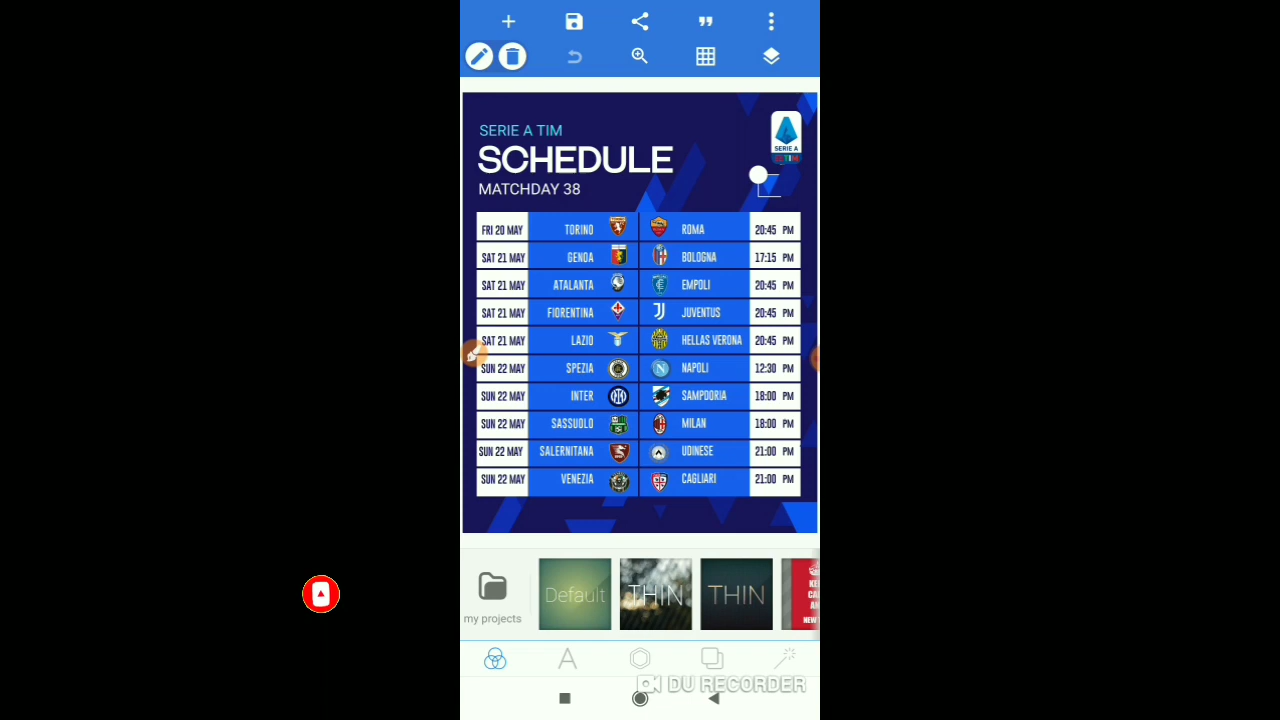 SERIE A TIM
SERIE A
TIM
SCHEDULE
MATCHDAY 38
FRI 20 MAY TORINO ROMA 20:45 PM
SAT 21 MAY GENOA BOLOGNA 17:15 PM
SAT 21 MAY ATALANTA EMPOLI 20:45 PM
SAT 21 MAY FIORENTINA JUVENTUS 20:45 PM
SAT 21 MAY LAZIO HELLAS VERONA 20:45 PM
SUN 22 MAY SPEZIA NAPOLI 12:30 PM
SUN 22 MAY INTER SAMPDORIA 18:00 PM
SUN 22 MAY SASSUOLO MILAN 18:00 PM
SUN 22 MAY SALERNITANA UDINESE 21:00 PM
SUN 22 MAY VENEZIA CAGLIARI 21:00 PM
my projects
Default
THIN
THIN
NEW
A
DU RECORDER